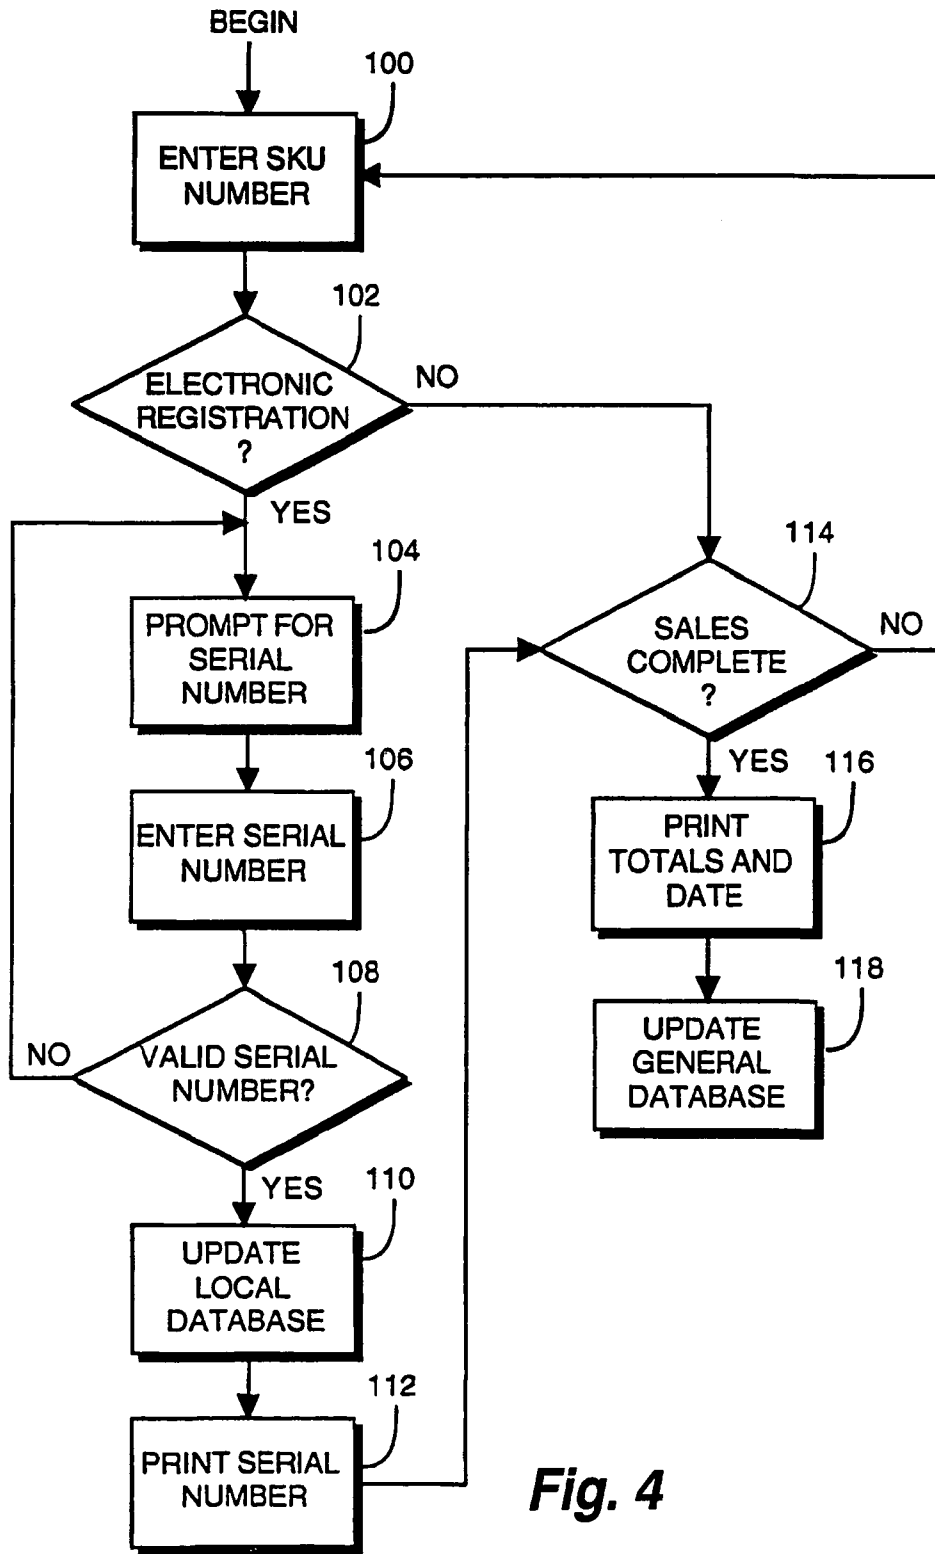 BEGIN
100
ENTER SKU
NUMBER
102
ELECTRONIC
REGISTRATION
?
NO
YES
104
PROMPT FOR
SERIAL
NUMBER
106
ENTER SERIAL
NUMBER
108
VALID SERIAL
NUMBER?
NO
YES
110
UPDATE
LOCAL
DATABASE
112
PRINT SERIAL
NUMBER
114
SALES
COMPLETE
?
NO
YES
116
PRINT
TOTALS AND
DATE
118
UPDATE
GENERAL
DATABASE
Fig. 4